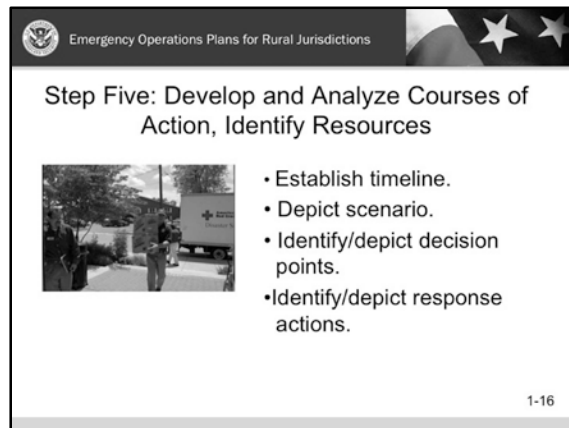 Emergency Operations Plans for Rural Jurisdictions
Step Five: Develop and Analyze Courses of
Action, Identify Resources
• Establish timeline.
• Depict scenario.
• Identify/depict decision
points.
•Identify/depict response
actions.
1-16